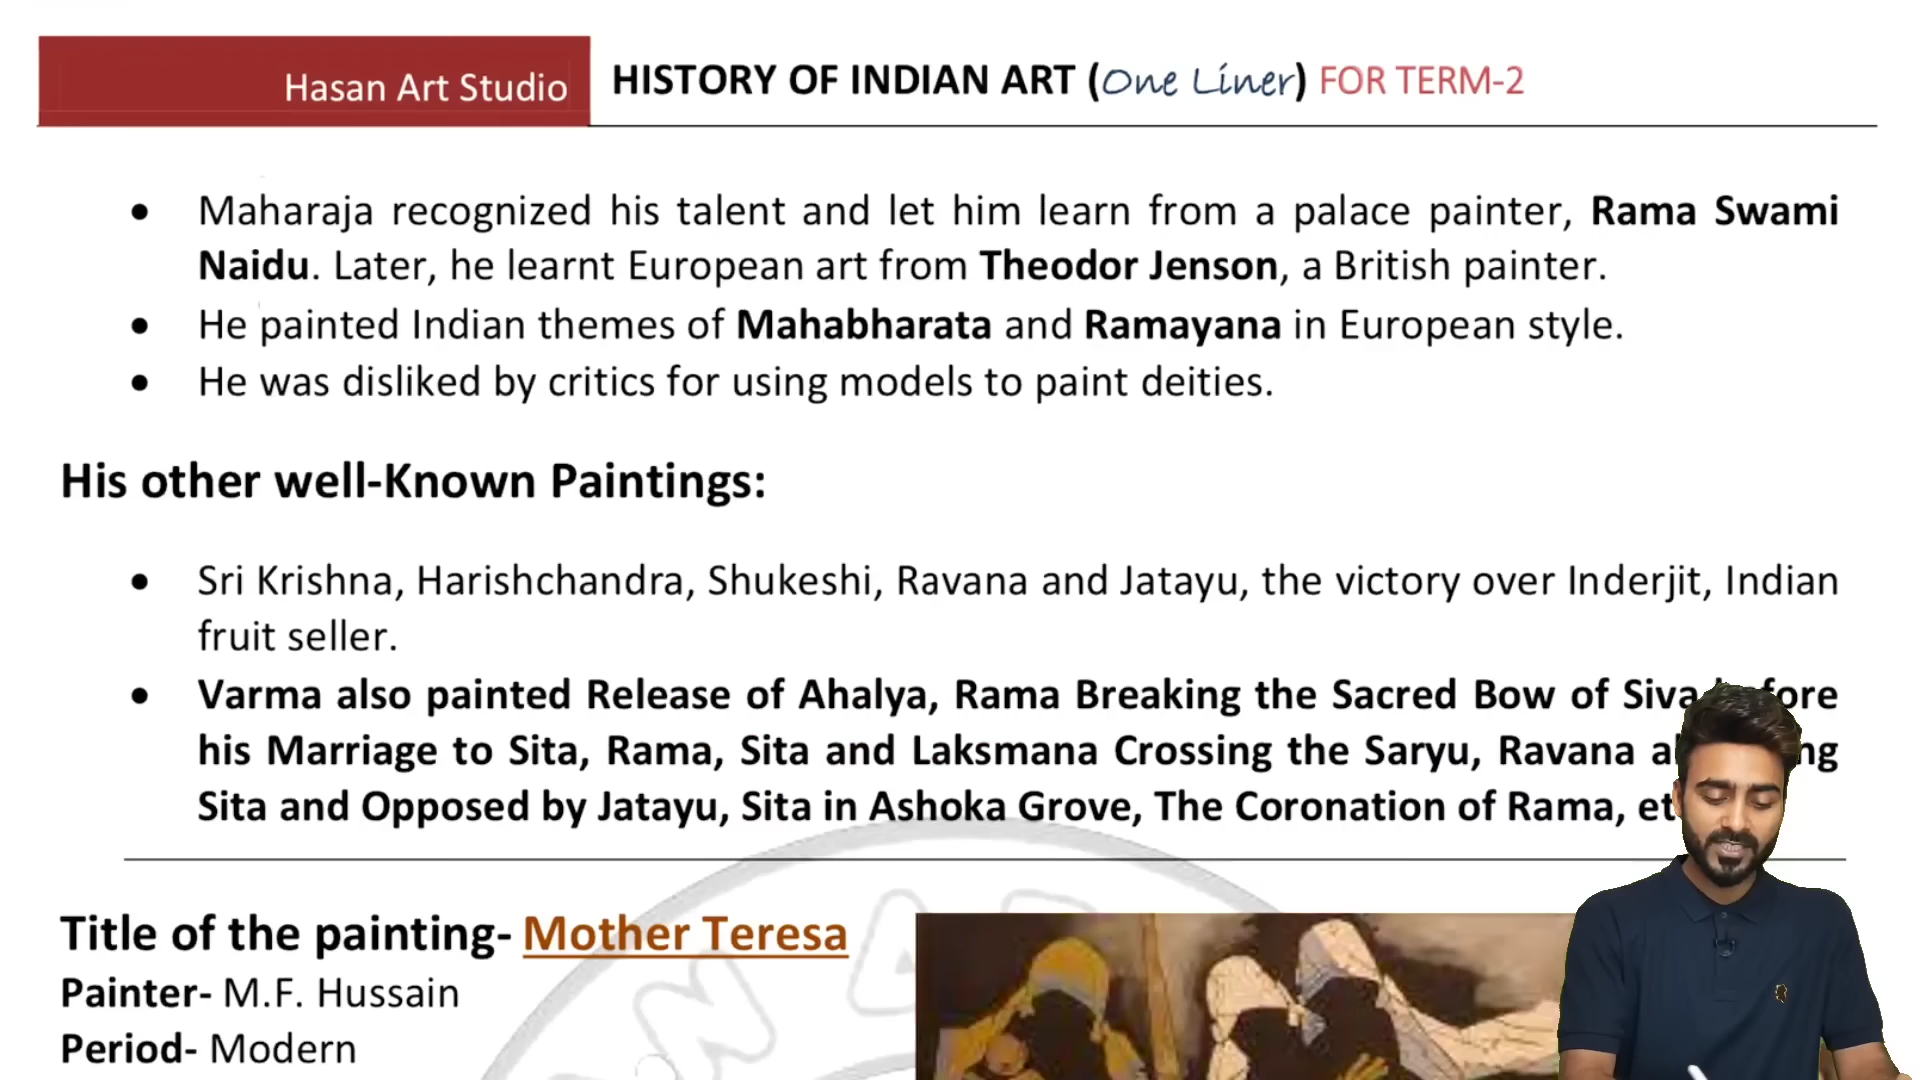 Hasan Art Studio HISTORY OF INDIAN ART (One Liner) FOR TERM-2
• Maharaja recognized his talent and let him learn from a palace painter, Rama Swami
Naidu. Later, he learnt European art from Theodor Jenson, a British painter.
• He painted Indian themes of Mahabharata and Ramayana in European style.
• He was disliked by critics for using models to paint deities.
His other well-Known Paintings:
• Sri Krishna, Harishchandra, Shukeshi, Ravana and Jatayu, the victory over Inderjit, Indian
fruit seller.
• Varma also painted Release of Ahalya, Rama Breaking the Sacred Bow of Siva
his Marriage to Sita, Rama, Sita and Laksmana Crossing the Saryu, Ravana
Sita and Opposed by Jatayu, Sita in Ashoka Grove, The Coronation of Rama,
Title of the painting- Mother Teresa
Painter- M.F. Hussain
Period- Modern